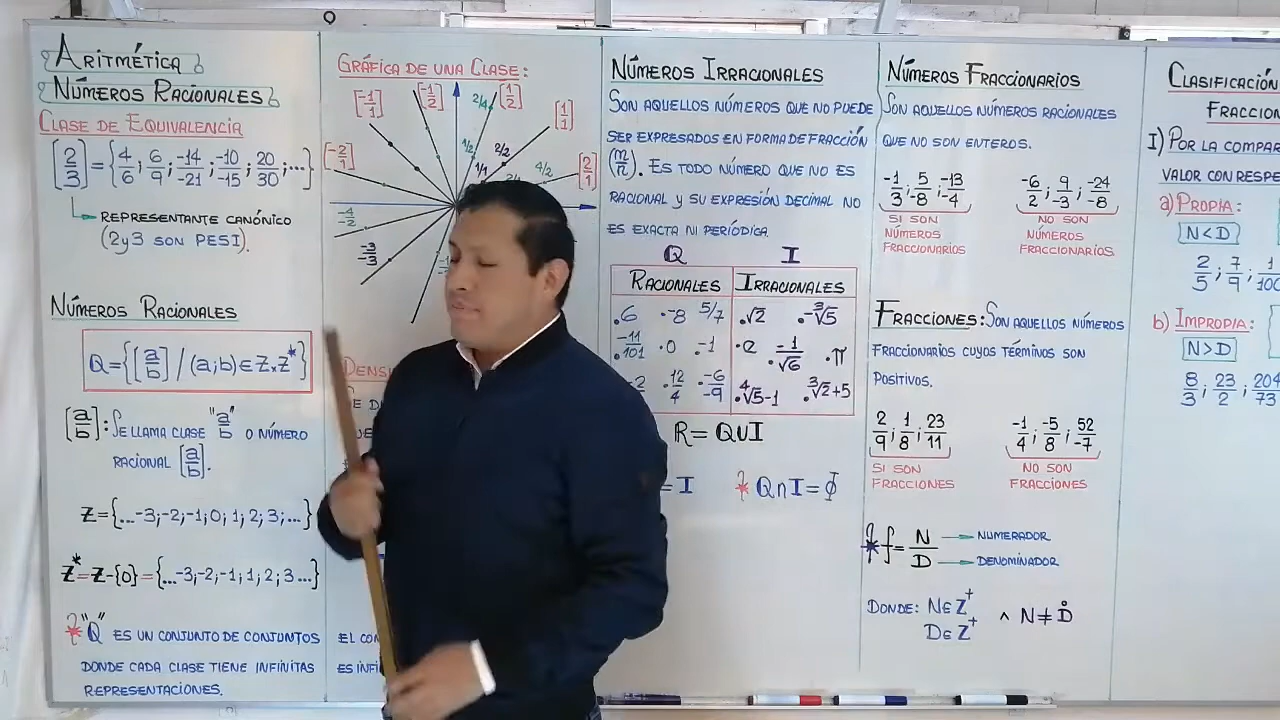 ARITMÉTICA
NÚMEROS RACIONALES
CLASE DE EQUIVALENCIA
[2/3]={4/6; 6/9; -14/-21; -10/-15; 20/30; ...}
REPRESENTANTE CANÓNICO
(2 y 3 SON PESI).
NÚMEROS RACIONALES
Q={[a/b] / (a;b) ∈ Z x Z*}
[a/b]: SE LLAMA CLASE "a/b" O NÚMERO
RACIONAL [a/b].
Z={...-3;-2;-1;0;1;2;3;...}
Z*=Z-{0}={...-3;-2;-1;1;2;3...}
* "Q" ES UN CONJUNTO DE CONJUNTOS
DONDE CADA CLASE TIENE INFINITAS
REPRESENTACIONES.
GRÁFICA DE UNA CLASE:
[-1/1] [-1/2] 2/4 [1/2] [1/1]
[-2/1] 1/2 1/1 2/2 4/2 [2/1]
-4/-2
-3/-3
EL CON
ES INFI
NÚMEROS IRRACIONALES
SON AQUELLOS NÚMEROS QUE NO PUEDE
SER EXPRESADOS EN FORMA DE FRACCIÓN
(m/n). ES TODO NÚMERO QUE NO ES
RACIONAL Y SU EXPRESIÓN DECIMAL NO
ES EXACTA NI PERIÓDICA.
Q I
RACIONALES IRRACIONALES
.6 .-8 5/7 .√2 .-∛5
.-11/101 .0 .-1 .e .-1/√6 .π
-2 .12/4 .-6/-9 .∜5-1 .∛2+5
R= Q∪I
= I * Q∩I=ϕ
NÚMEROS FRACCIONARIOS
SON AQUELLOS NÚMEROS RACIONALES
QUE NO SON ENTEROS.
-1/3; 5/-8; -13/-4 -6/2; 9/-3; -24/-8
SI SON NO SON
NÚMEROS NÚMEROS
FRACCIONARIOS FRACCIONARIOS.
FRACCIONES: SON AQUELLOS NÚMEROS
FRACCIONARIOS CUYOS TÉRMINOS SON
POSITIVOS.
2/9; 1/8; 23/11 -1/4; -5/8; 52/-7
SI SON NO SON
FRACCIONES FRACCIONES.
* f= N/D NUMERADOR
DENOMINADOR
DONDE: N∈Z⁺ ∧ N≠D̊
D∈Z⁺
CLASIFICACIÓN
FRACCION
I) POR LA COMPAR
VALOR CON RESPE
a) PROPIA:
N<D
2/5; 7/9; 1/100
b) IMPROPIA:
N>D
8/3; 23/2; 204/73